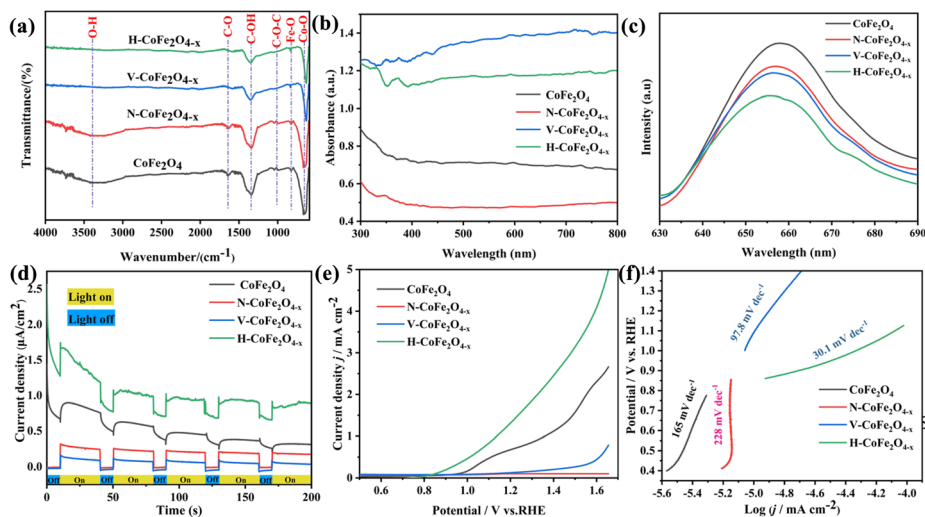 (a)
O-H
C-O
C-OH
C-O-C
Fe-O
Co-O
H-CoFe2O4-x
V-CoFe2O4-x
N-CoFe2O4-x
CoFe2O4
Transmittance/(%)
4000 3500 3000 2500 2000 1500 1000
Wavenumber/(cm-1)
(b)
CoFe2O4
N-CoFe2O4-x
V-CoFe2O4-x
H-CoFe2O4-x
Absorbance (a.u.)
1.4
1.2
1.0
0.8
0.6
0.4
300 400 500 600 700 800
Wavelength (nm)
(c)
CoFe2O4
N-CoFe2O4-x
V-CoFe2O4-x
H-CoFe2O4-x
Intensity (a.u)
630 640 650 660 670 680 690
Wavelength (nm)
(d)
Light on
Light off
CoFe2O4
N-CoFe2O4-x
V-CoFe2O4-x
H-CoFe2O4-x
Current density (μA/cm2)
2.5
2.0
1.5
1.0
0.5
0.0
Off On Off On Off On Off On Off On
0 50 100 150 200
Time (s)
(e)
CoFe2O4
N-CoFe2O4-x
V-CoFe2O4-x
H-CoFe2O4-x
Current density j / mA cm-2
5
4
3
2
1
0
0.6 0.8 1.0 1.2 1.4 1.6
Potential / V vs.RHE
(f)
97.8 mV dec-1
30.1 mV dec-1
165 mV dec-1
228 mV dec-1
CoFe2O4
N-CoFe2O4-x
V-CoFe2O4-x
H-CoFe2O4-x
Potential / V vs. RHE
1.4
1.3
1.2
1.1
1.0
0.9
0.8
0.7
0.6
0.5
0.4
-5.6 -5.4 -5.2 -5.0 -4.8 -4.6 -4.4 -4.2 -4.0
Log (j / mA cm-2)